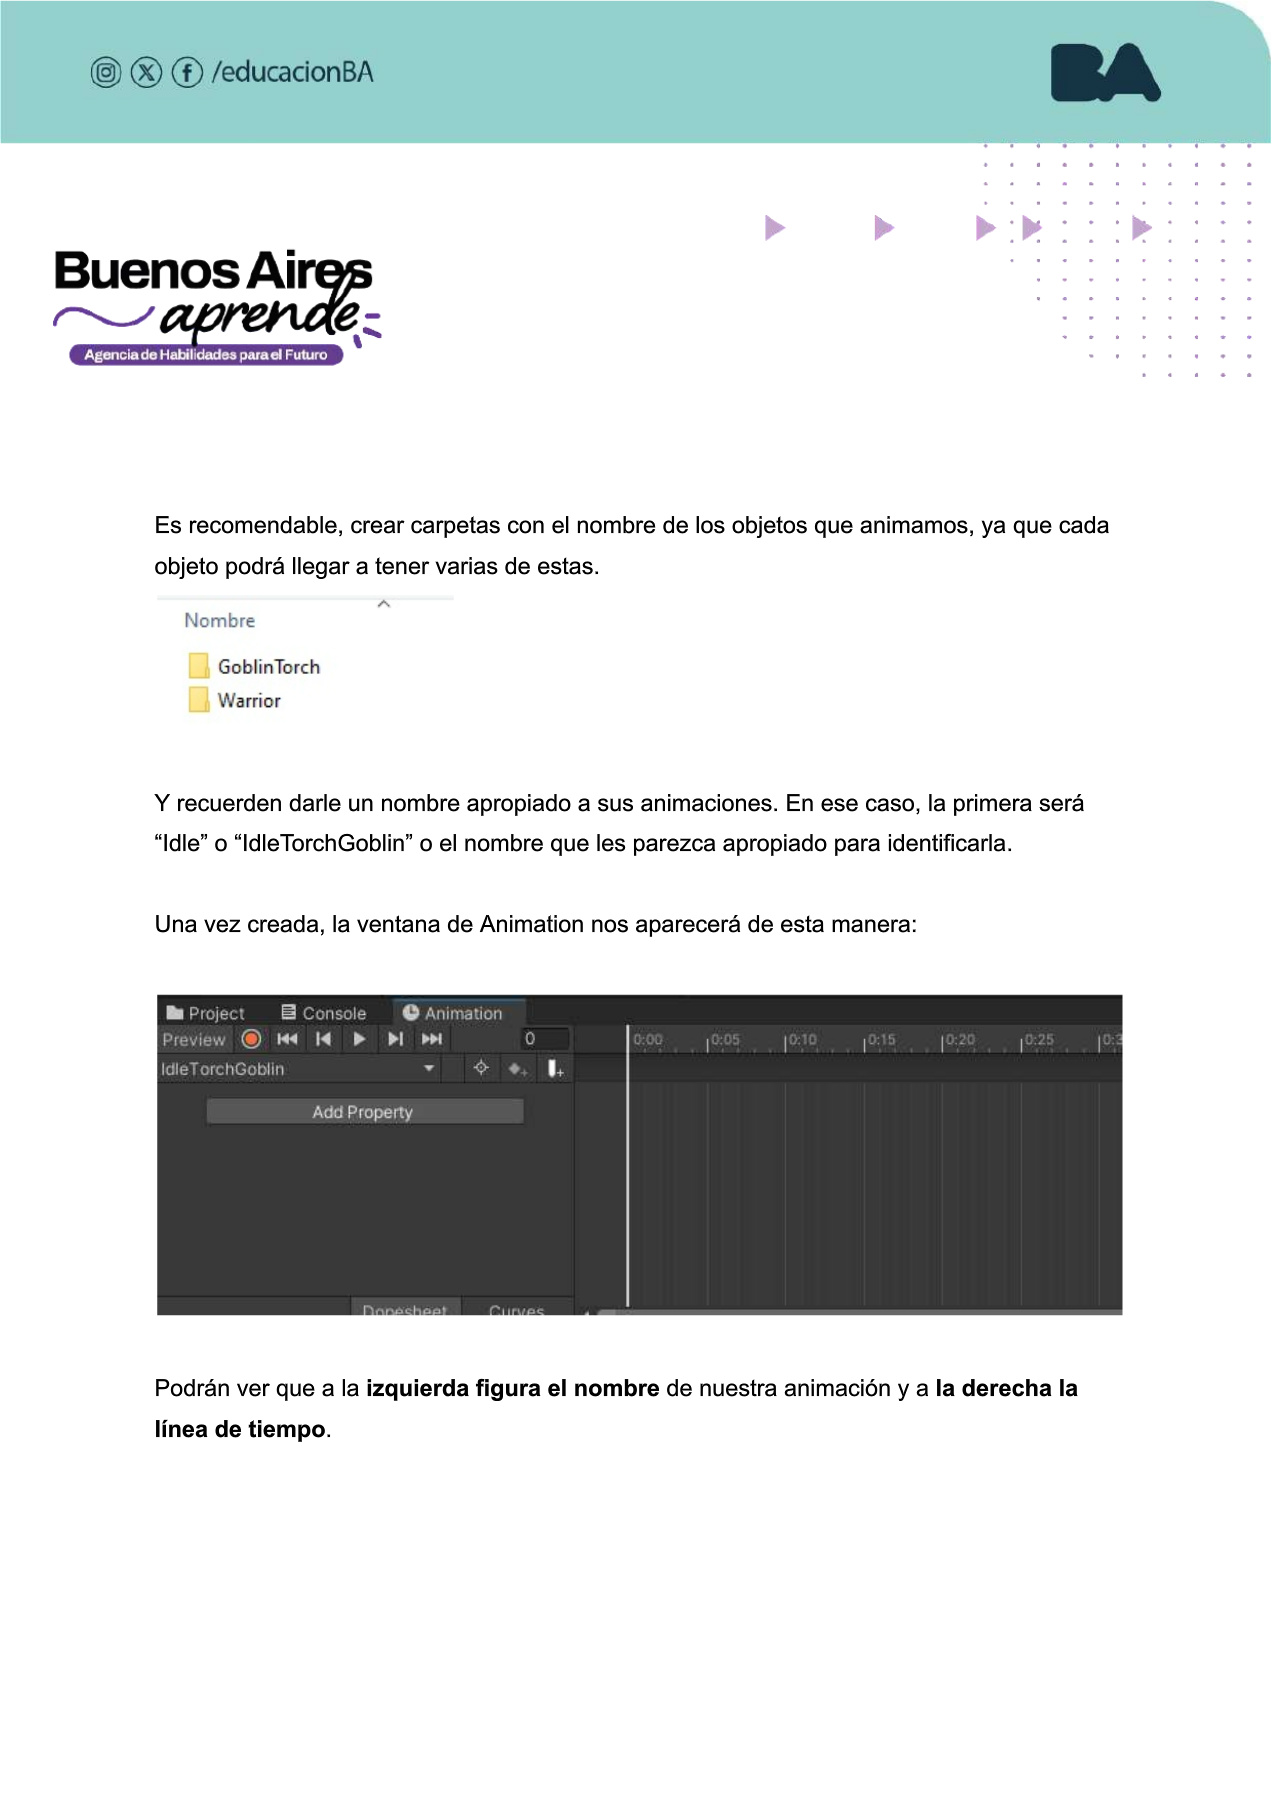 /educacionBA
BA
Buenos Aires
aprende
Agencia de Habilidades para el Futuro
Es recomendable, crear carpetas con el nombre de los objetos que animamos, ya que cada
objeto podrá llegar a tener varias de estas.
Nombre
GoblinTorch
Warrior
Y recuerden darle un nombre apropiado a sus animaciones. En ese caso, la primera será
“Idle” o “IdleTorchGoblin” o el nombre que les parezca apropiado para identificarla.
Una vez creada, la ventana de Animation nos aparecerá de esta manera:
Project Console Animation
Preview 0 0:00 0:05 0:10 0:15 0:20 0:25
IdleTorchGoblin
Add Property
Dopesheet Curves
Podrán ver que a la izquierda figura el nombre de nuestra animación y a la derecha la
línea de tiempo.